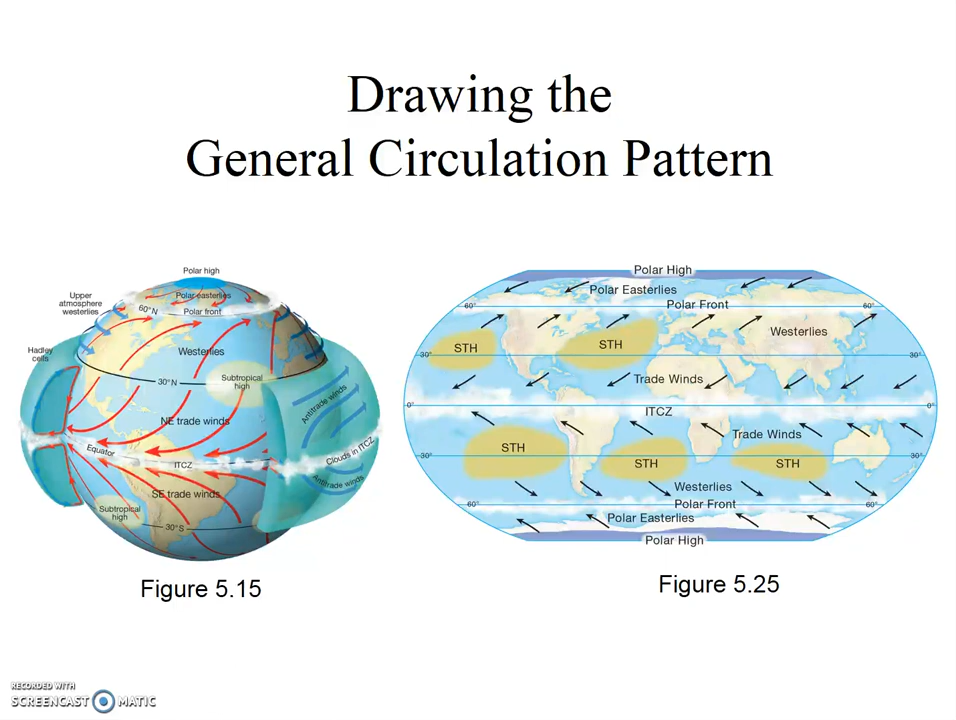 Drawing the
General Circulation Pattern
Polar high
Upper
atmosphere
westerlies
Polar easterlies
60°N
Polar front
Hadley
cells
Westerlies
30°N
Subtropical
high
Antitrade winds
NE trade winds
Equator
ITCZ
Clouds in ITCZ
Antitrade winds
SE trade winds
Subtropical
high
30°S
Figure 5.15
Polar High
Polar Easterlies
Polar Front
60°
60°
Westerlies
STH
STH
30°
30°
Trade Winds
0°
0°
ITCZ
Trade Winds
STH
30°
30°
STH
STH
Westerlies
60°
60°
Polar Front
Polar Easterlies
Polar High
Figure 5.25
RECORDED WITH
SCREENCAST MATIC